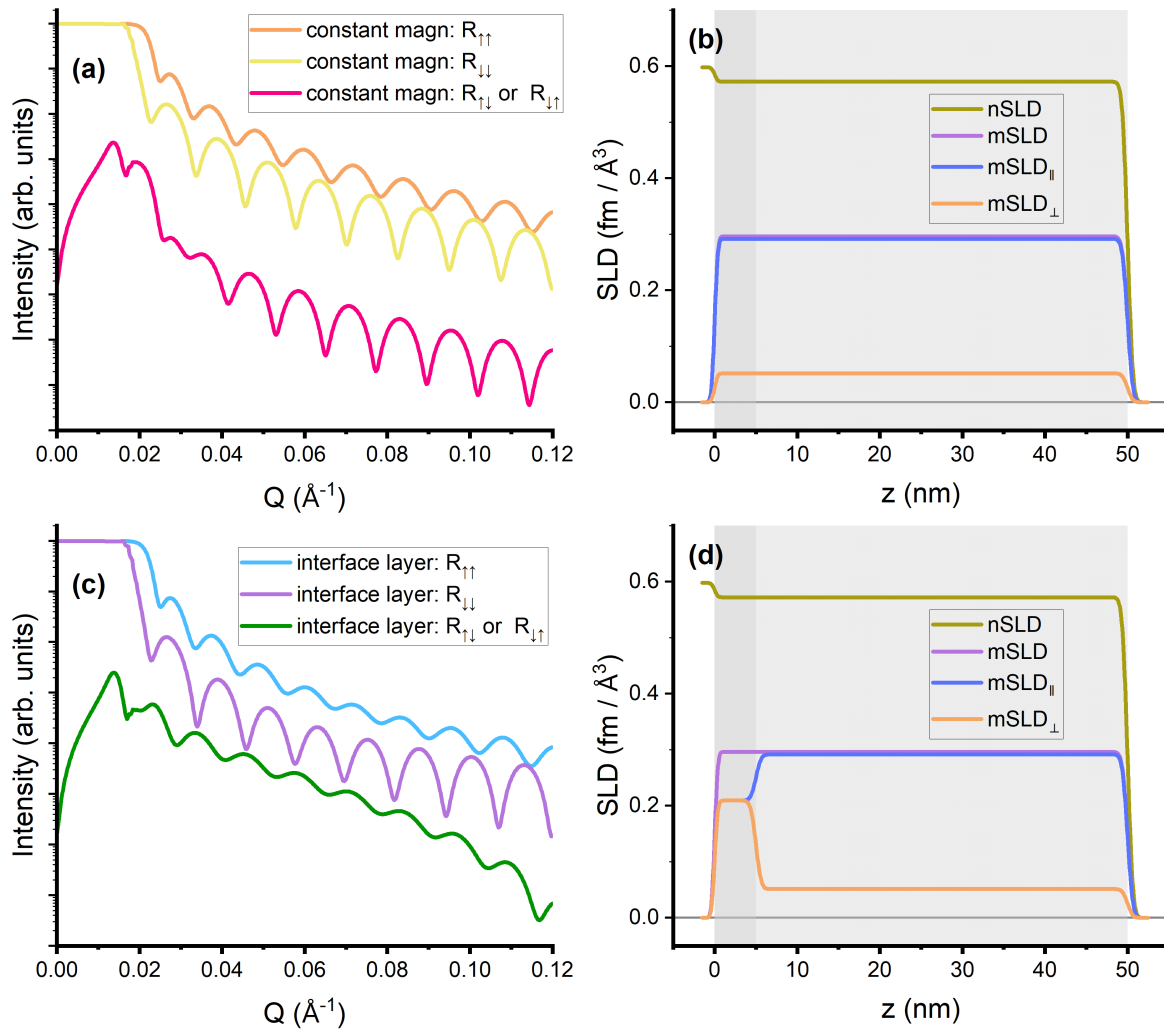 (a)
constant magn: R↑↑
constant magn: R↓↓
constant magn: R↑↓ or R↓↑
Intensity (arb. units)
0.00 0.02 0.04 0.06 0.08 0.10 0.12
Q (Å-1)
(b)
nSLD
mSLD
mSLD∥
mSLD⊥
SLD (fm / Å3)
0.6
0.4
0.2
0.0
0 10 20 30 40 50
z (nm)
(c)
interface layer: R↑↑
interface layer: R↓↓
interface layer: R↑↓ or R↓↑
Intensity (arb. units)
0.00 0.02 0.04 0.06 0.08 0.10 0.12
Q (Å-1)
(d)
nSLD
mSLD
mSLD∥
mSLD⊥
SLD (fm / Å3)
0.6
0.4
0.2
0.0
0 10 20 30 40 50
z (nm)